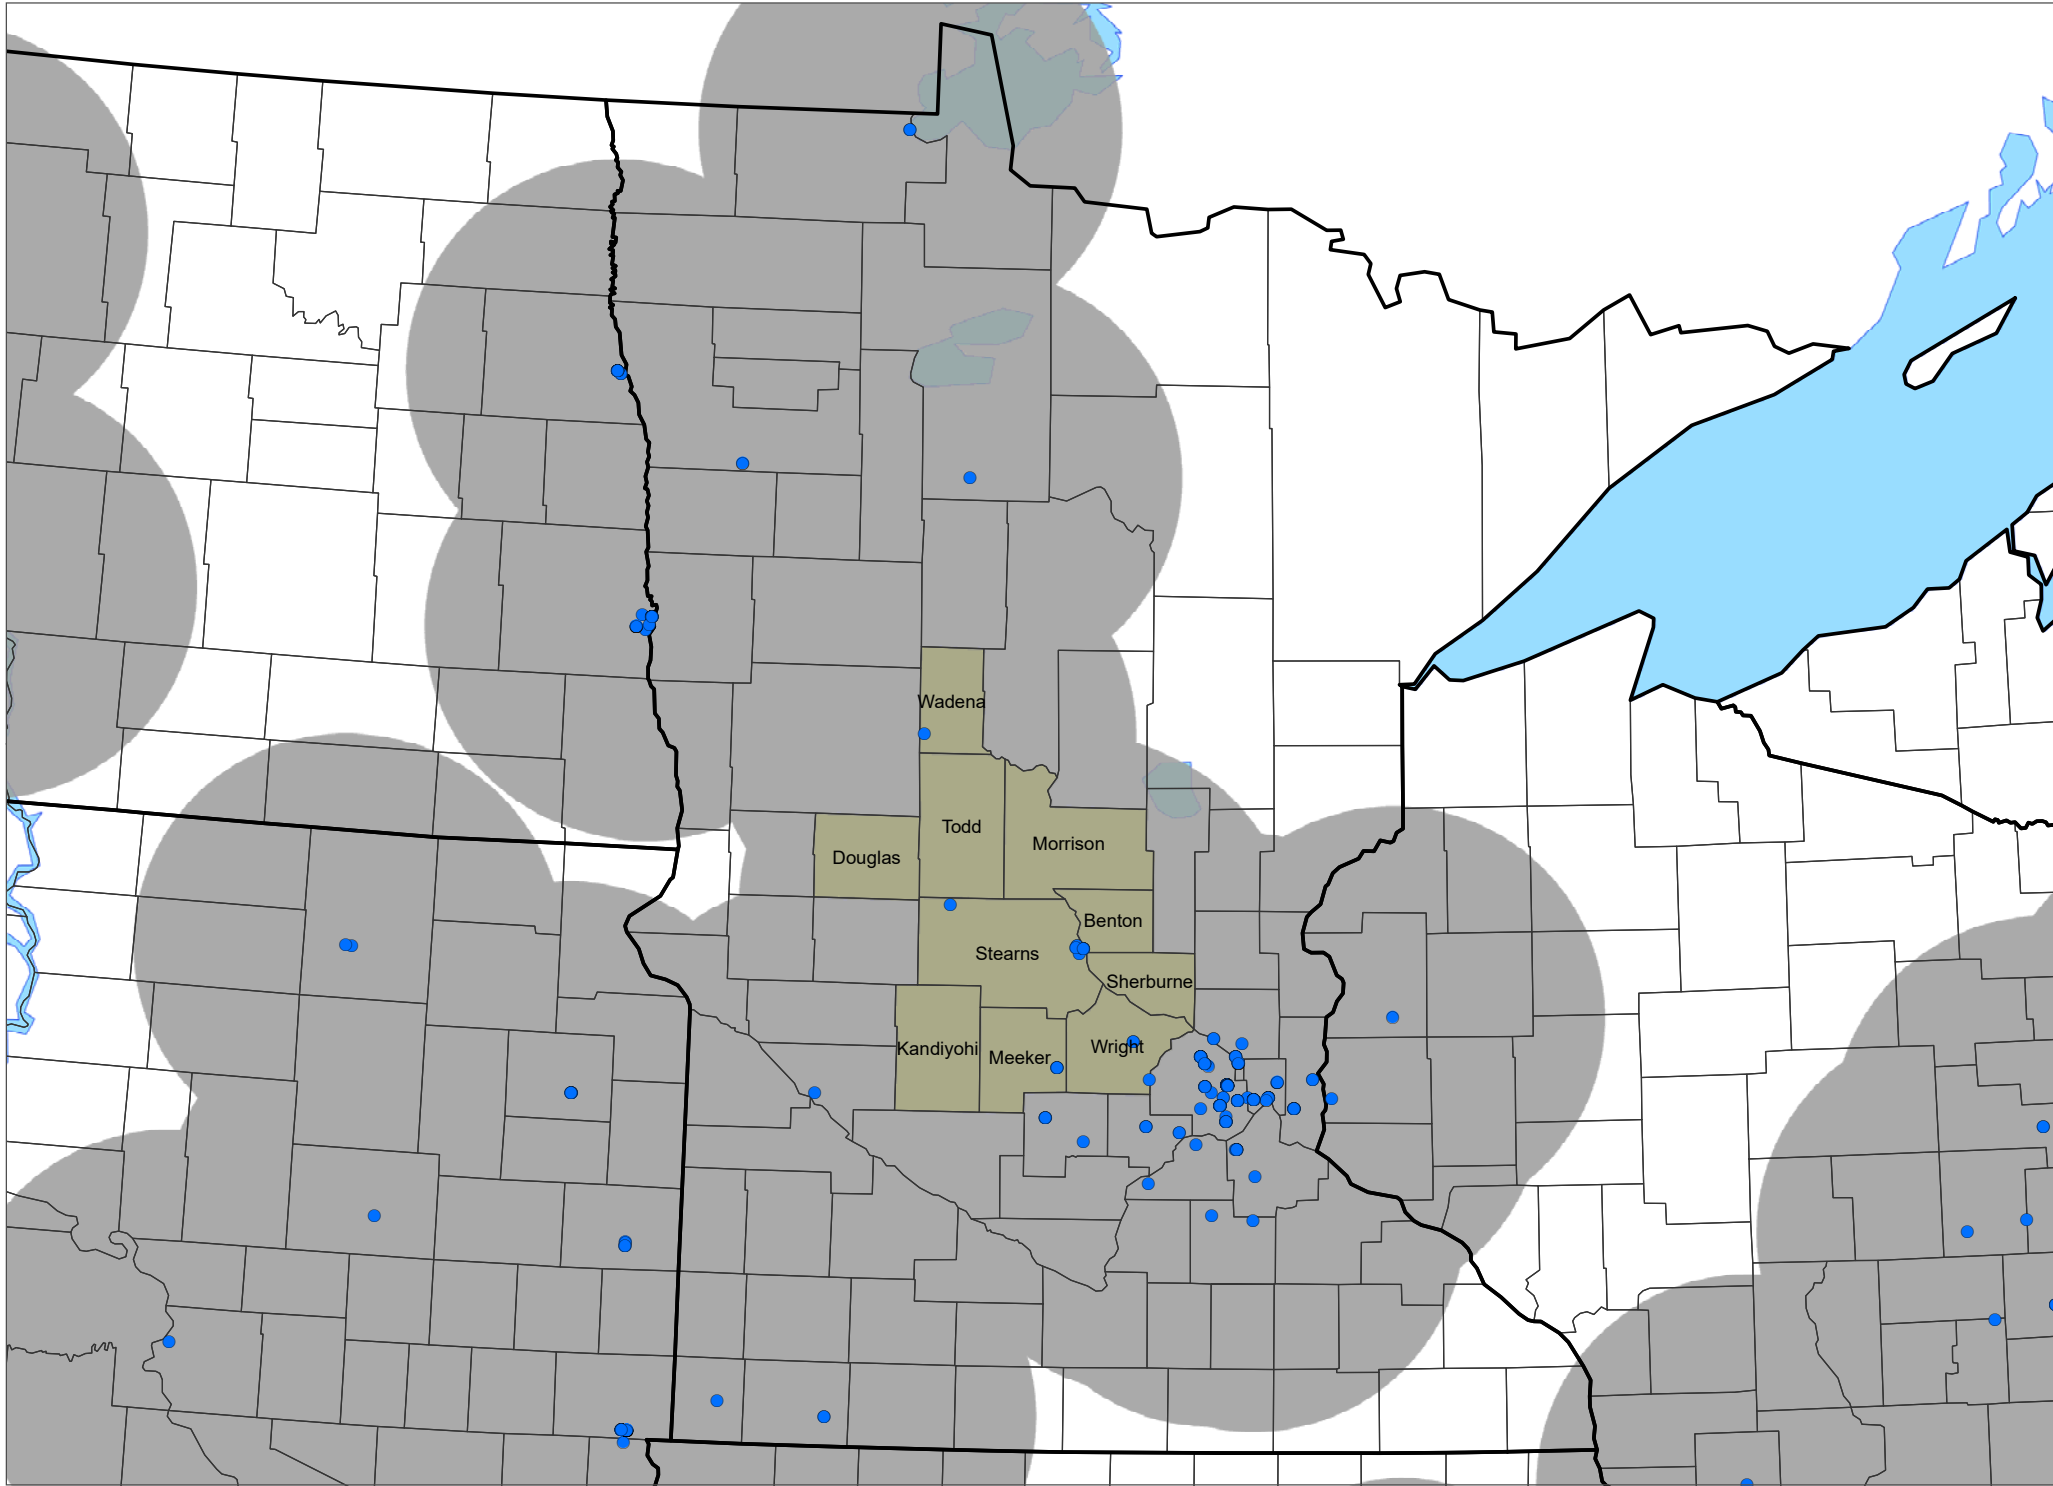 Wadena
Todd
Morrison
Douglas
Benton
Stearns
Sherburne
Kandiyohi
Meeker
Wright